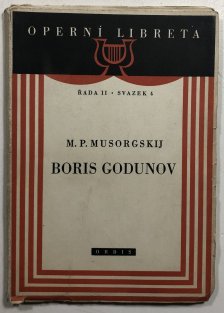 OPERNÍ LIBRETA
ŘADA II • SVAZEK 4
M. P. MUSORGSKIJ
BORIS GODUNOV
ORBIS